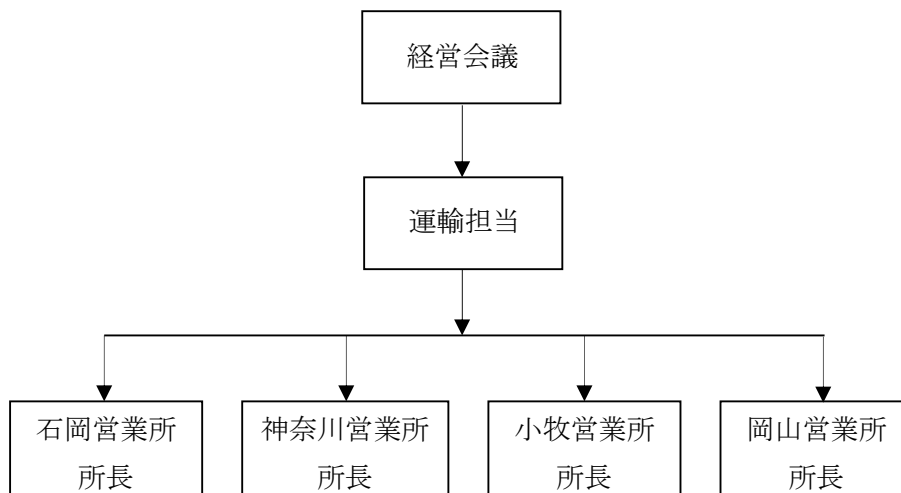 経営会議
運輸担当
石岡営業所
所長
神奈川営業所
所長
小牧営業所
所長
岡山営業所
所長